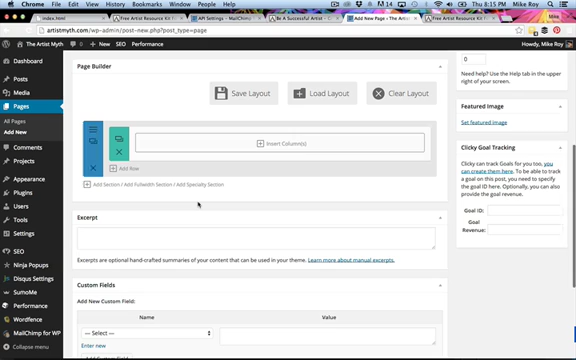 Chrome File Edit View History Bookmarks Window People Help
14
Thu 8:15 PM Mike Roy
index.html
Free Artist Resource Kit
API Settings - MailChimp
Be A Successful Artist -
Add New Page ‹ The Artist
Free Artist Resource Kit
artistmyth.com/wp-admin/post-new.php?post_type=page
The Artist Myth
0
New
SEO
Performance
Howdy, Mike Roy
Dashboard
Posts
Media
Pages
All Pages
Add New
Comments
Projects
Appearance
Plugins
Users
Tools
Settings
SEO
Ninja Popups
Disqus Settings
SumoMe
Performance
Wordfence
MailChimp for WP
Collapse menu
Page Builder
Save Layout
Load Layout
Clear Layout
Insert Column(s)
Add Row
Add Section / Add Fullwidth Section / Add Specialty Section
Excerpt
Excerpts are optional hand-crafted summaries of your content that can be used in your theme. Learn more about manual excerpts.
Custom Fields
Add New Custom Field:
Name Value
-- Select --
Enter new
Add Custom Field
0
Need help? Use the Help tab in the upper
right of your screen.
Featured Image
Set featured image
Clicky Goal Tracking
Clicky can track Goals for you too, you
can create them here. To be able to
track a goal on this post, you need to
specify the goal ID here. Optionally, you
can also provide the goal revenue.
Goal ID:
Goal
Revenue: